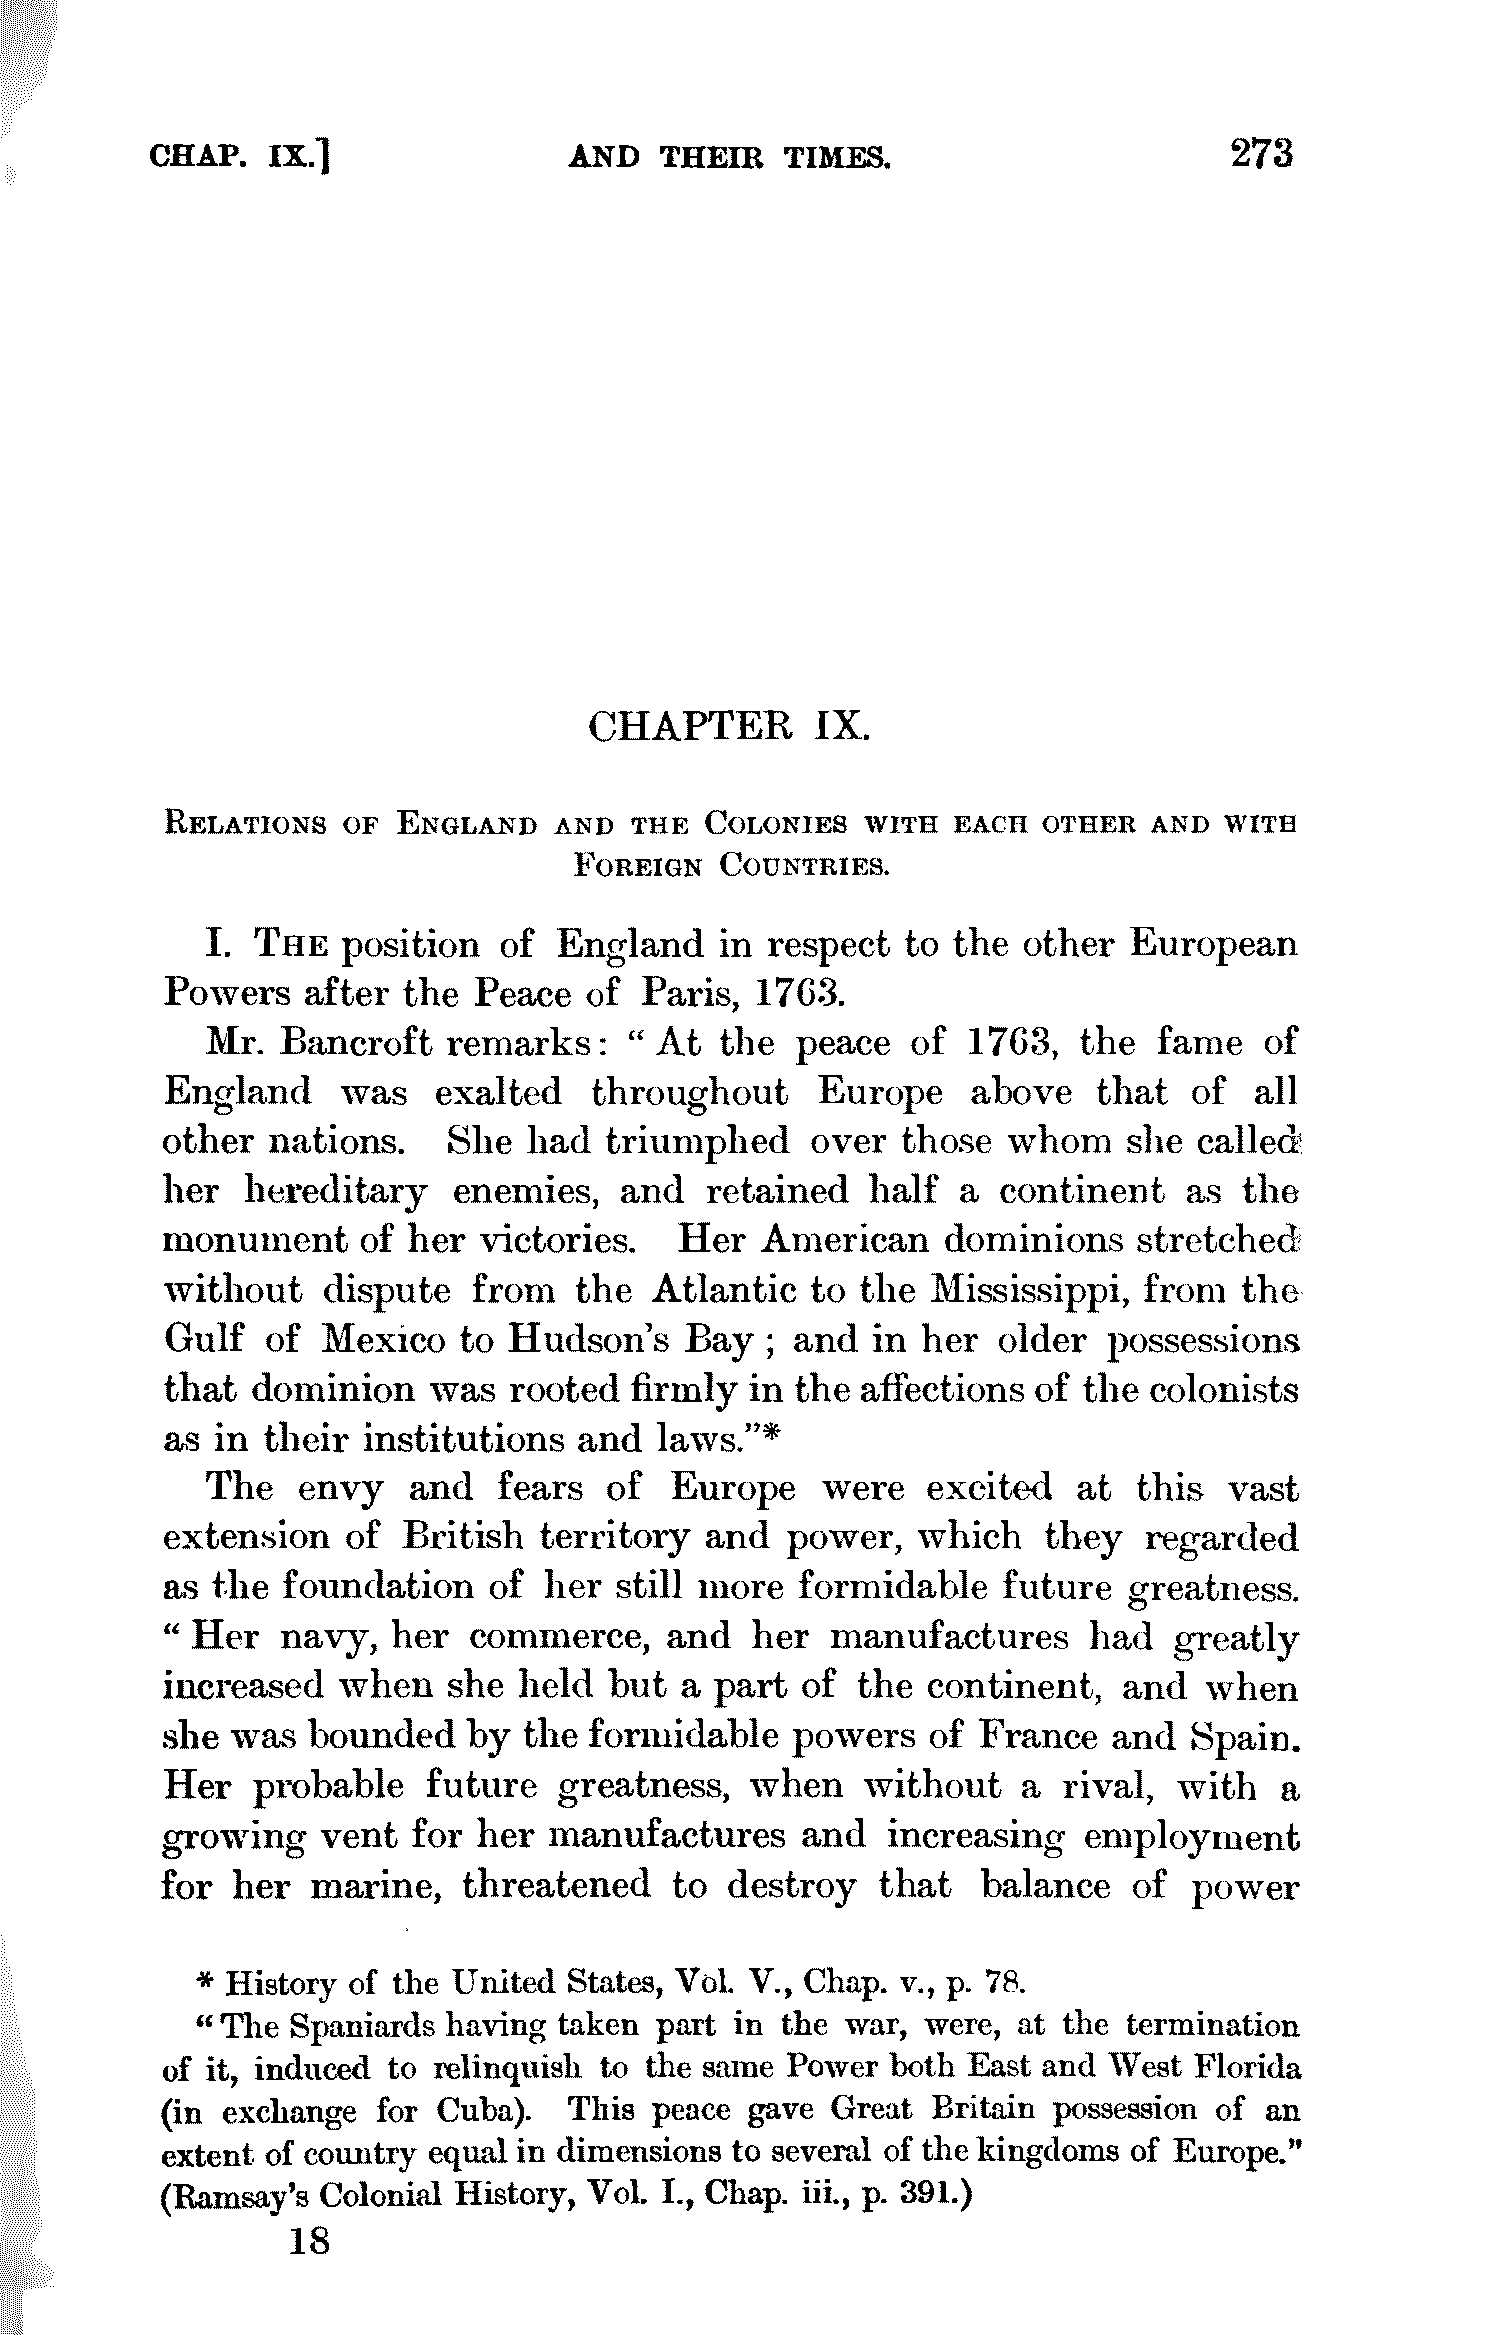 CHAP. IX.] AND THEIR TIMES. 273
CHAPTER IX.
RELATIONS OF ENGLAND AND THE COLONIES WITH EACH OTHER AND WITH
FOREIGN COUNTRIES.
I. THE position of England in respect to the other European
Powers after the Peace of Paris, 1763.
Mr. Bancroft remarks: " At the peace of 1763, the fame of
England was exalted throughout Europe above that of all
other nations. She had triumphed over those whom she called
her hereditary enemies, and retained half a continent as the
monument of her victories. Her American dominions stretched
without dispute from the Atlantic to the Mississippi, from the
Gulf of Mexico to Hudson's Bay ; and in her older possessions
that dominion was rooted firmly in the affections of the colonists
as in their institutions and laws."*
The envy and fears of Europe were excited at this vast
extension of British territory and power, which they regarded
as the foundation of her still more formidable future greatness.
" Her navy, her commerce, and her manufactures had greatly
increased when she held but a part of the continent, and when
she was bounded by the formidable powers of France and Spain.
Her probable future greatness, when without a rival, with a
growing vent for her manufactures and increasing employment
for her marine, threatened to destroy that balance of power
* History of the United States, Vol. V., Chap. v., p. 78.
" The Spaniards having taken part in the war, were, at the termination
of it, induced to relinquish to the same Power both East and West Florida
(in exchange for Cuba). This peace gave Great Britain possession of an
extent of country equal in dimensions to several of the kingdoms of Europe."
(Ramsay's Colonial History, Vol. I., Chap. iii., p. 391.)
18